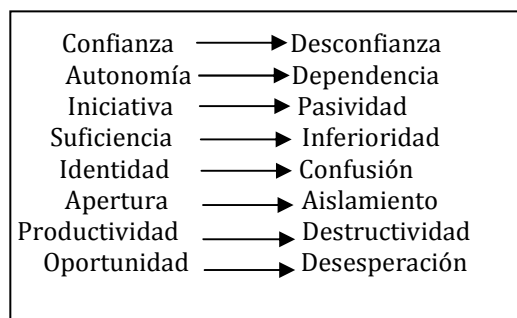 Confianza Desconfianza
Autonomía Dependencia
Iniciativa Pasividad
Suficiencia Inferioridad
Identidad Confusión
Apertura Aislamiento
Productividad Destructividad
Oportunidad Desesperación